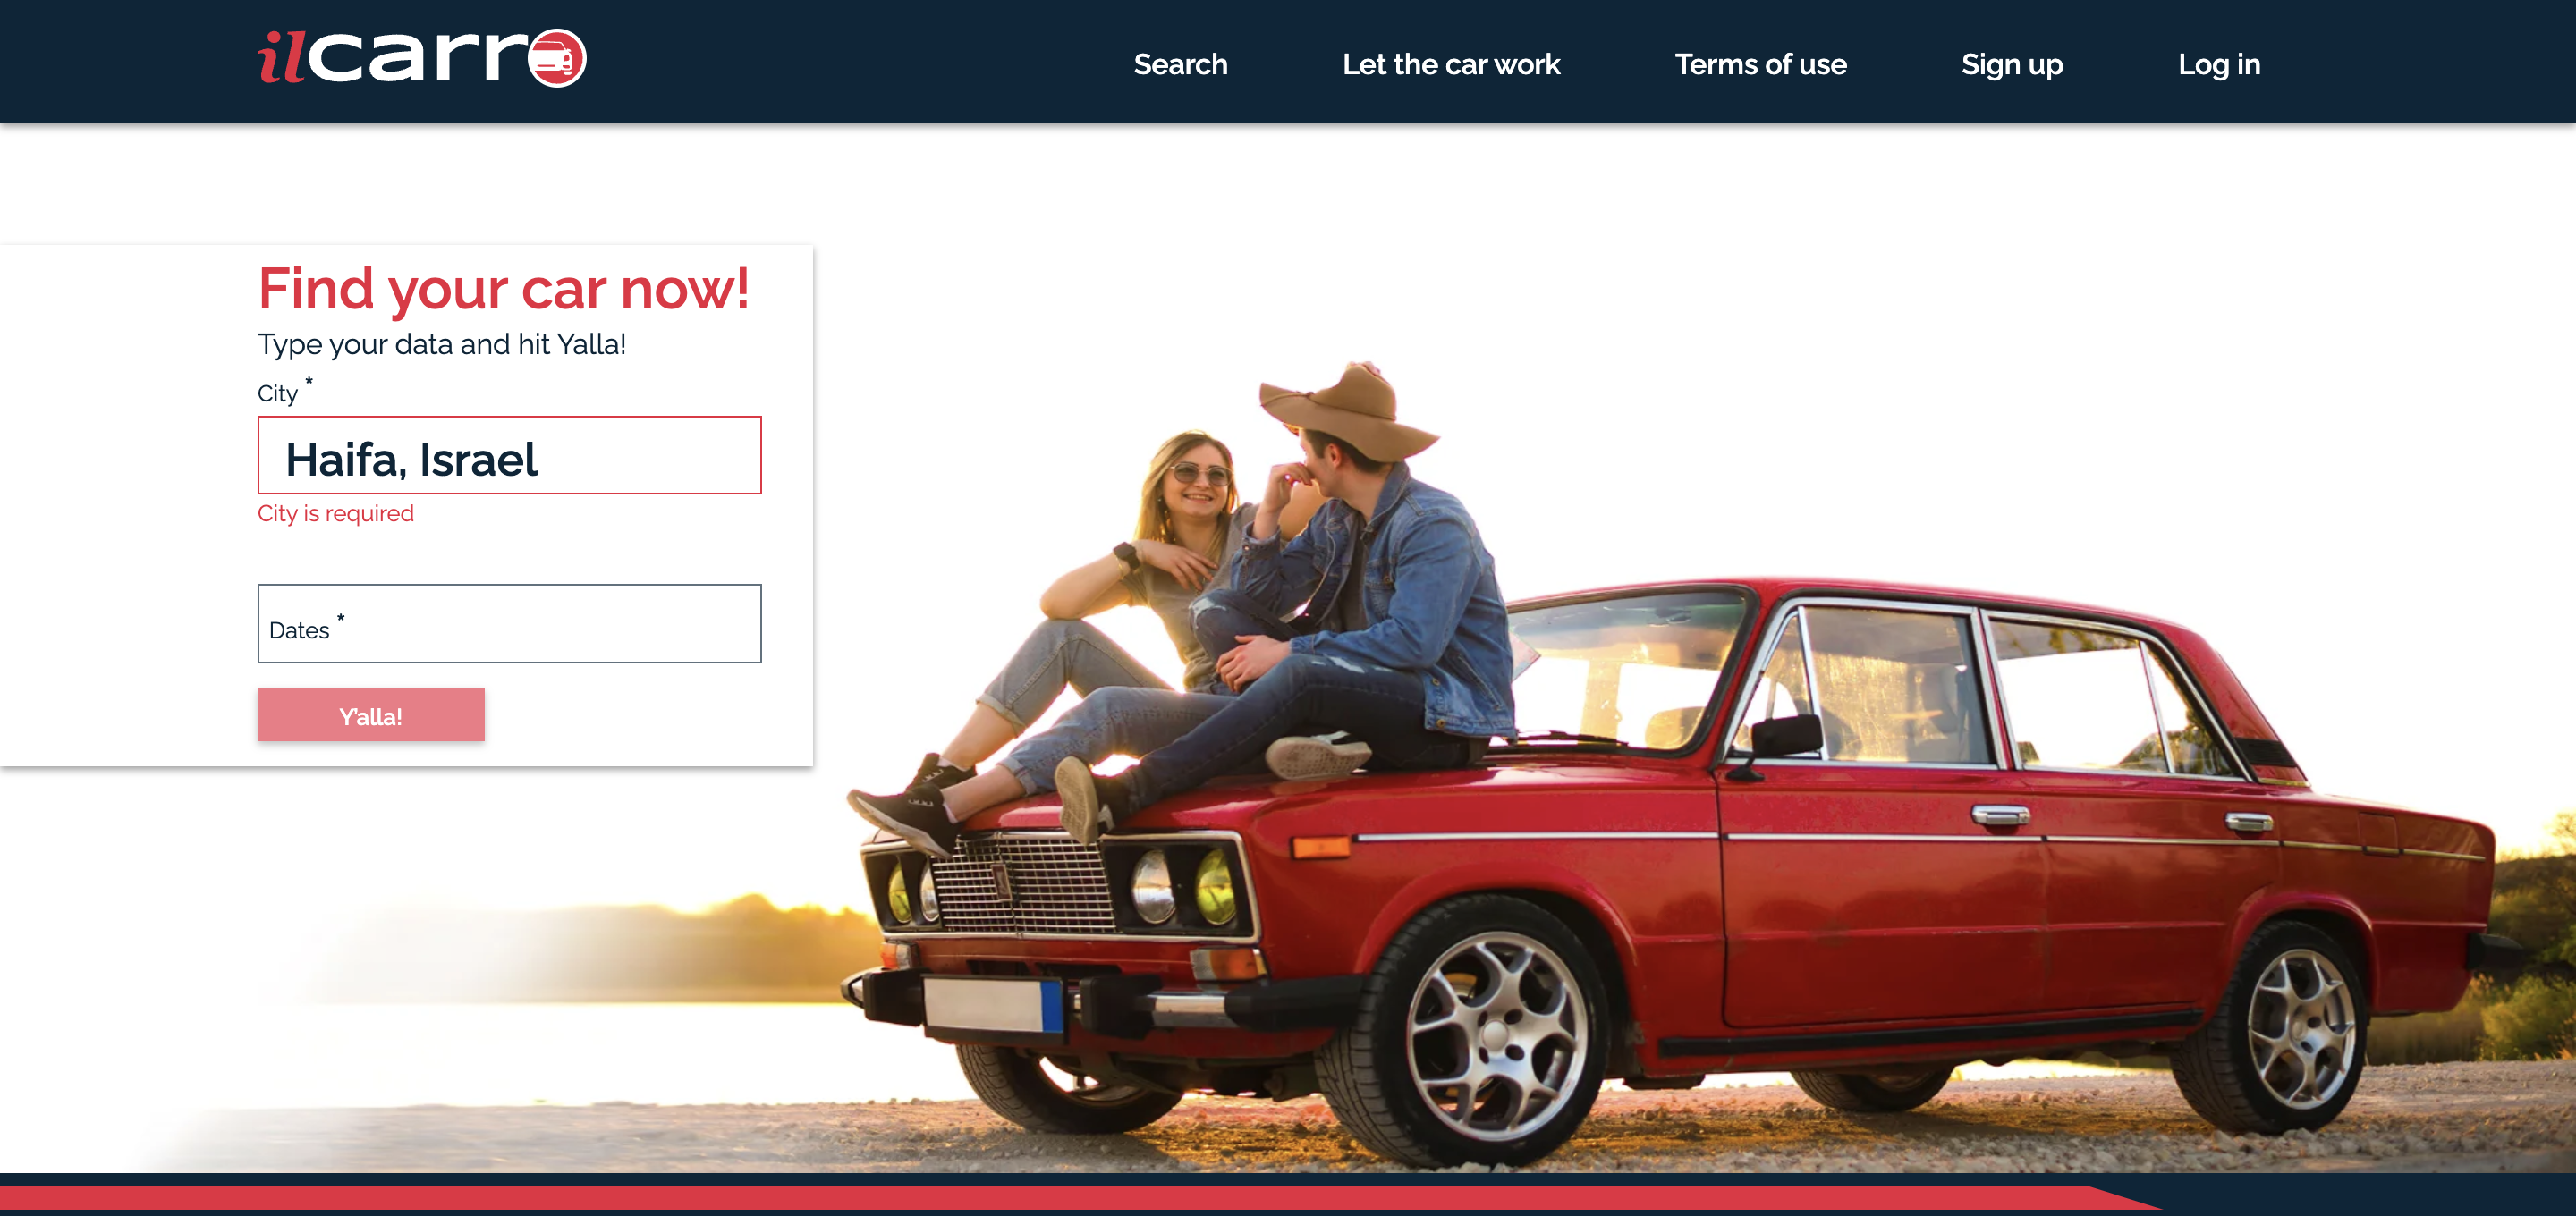 ilcarro
Search
Let the car work
Terms of use
Sign up
Log in
Find your car now!
Type your data and hit Yalla!
City *
Haifa, Israel
City is required
Dates *
Y'alla!